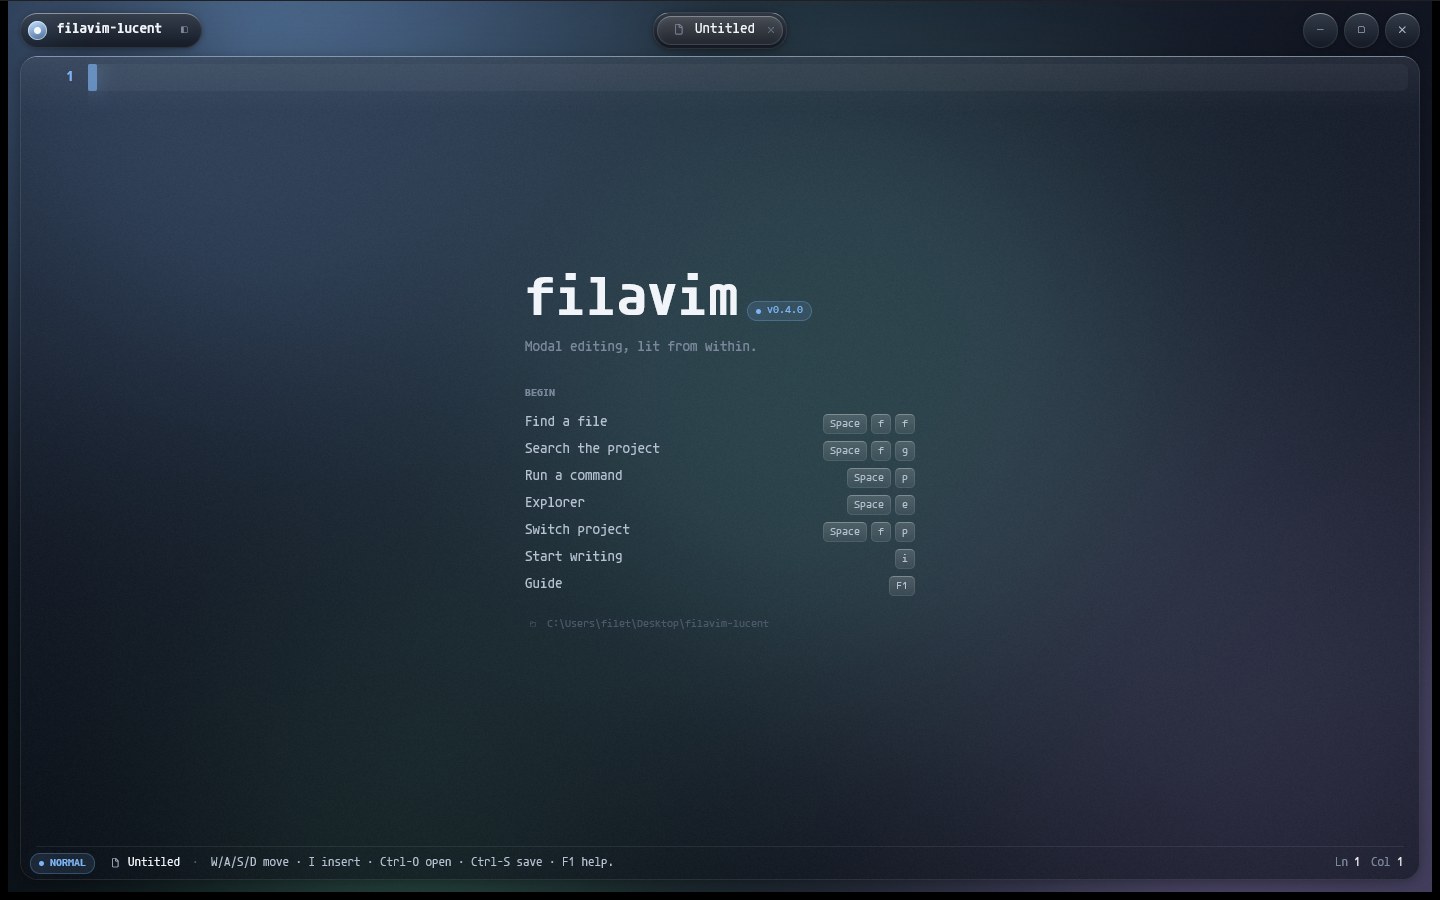 filavim-lucent
Untitled
1
filavim v0.4.0
Modal editing, lit from within.
BEGIN
Find a file Space f f
Search the project Space f g
Run a command Space p
Explorer Space e
Switch project Space f p
Start writing i
Guide F1
C:\Users\filet\Desktop\filavim-lucent
NORMAL Untitled · W/A/S/D move · I insert · Ctrl-O open · Ctrl-S save · F1 help. Ln 1 Col 1